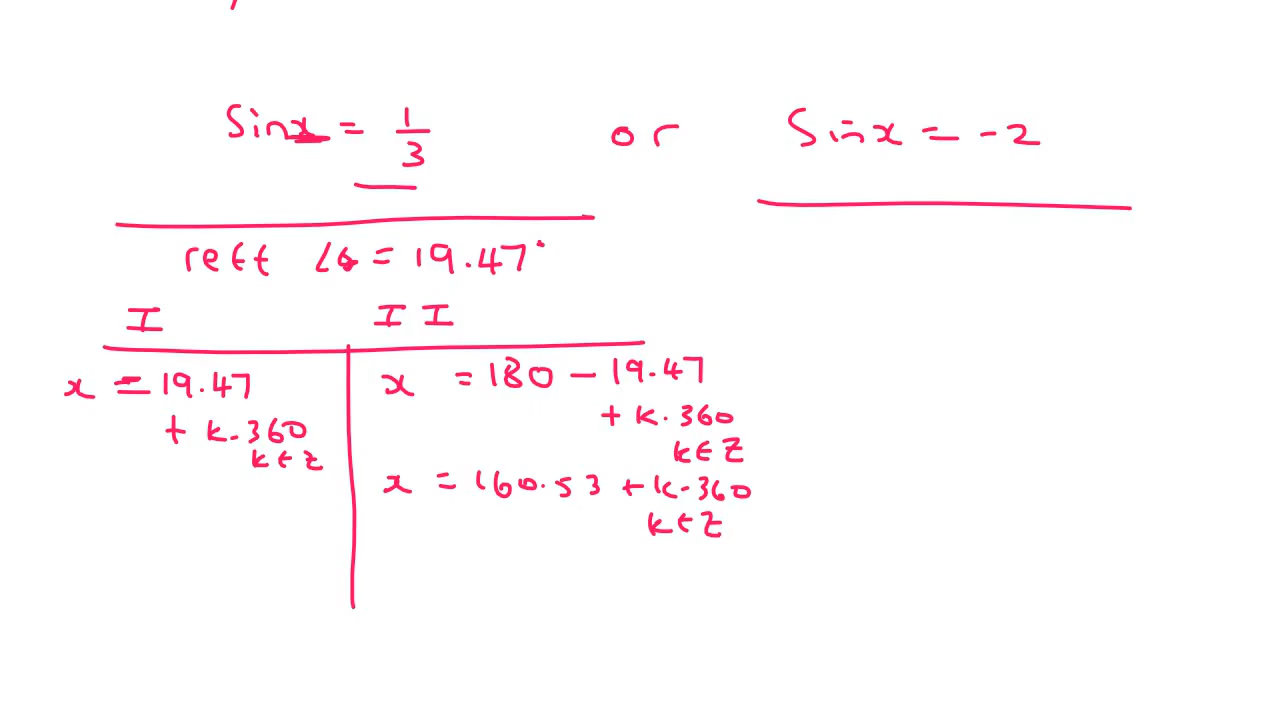 Sinx = 1/3 or Sinx = -2
reff ∠s = 19.47°
I II
x = 19.47 x = 180 - 19.47
+ k.360 + k.360
k ∈ Z k ∈ Z
x = 160.53 + k.360
k ∈ Z